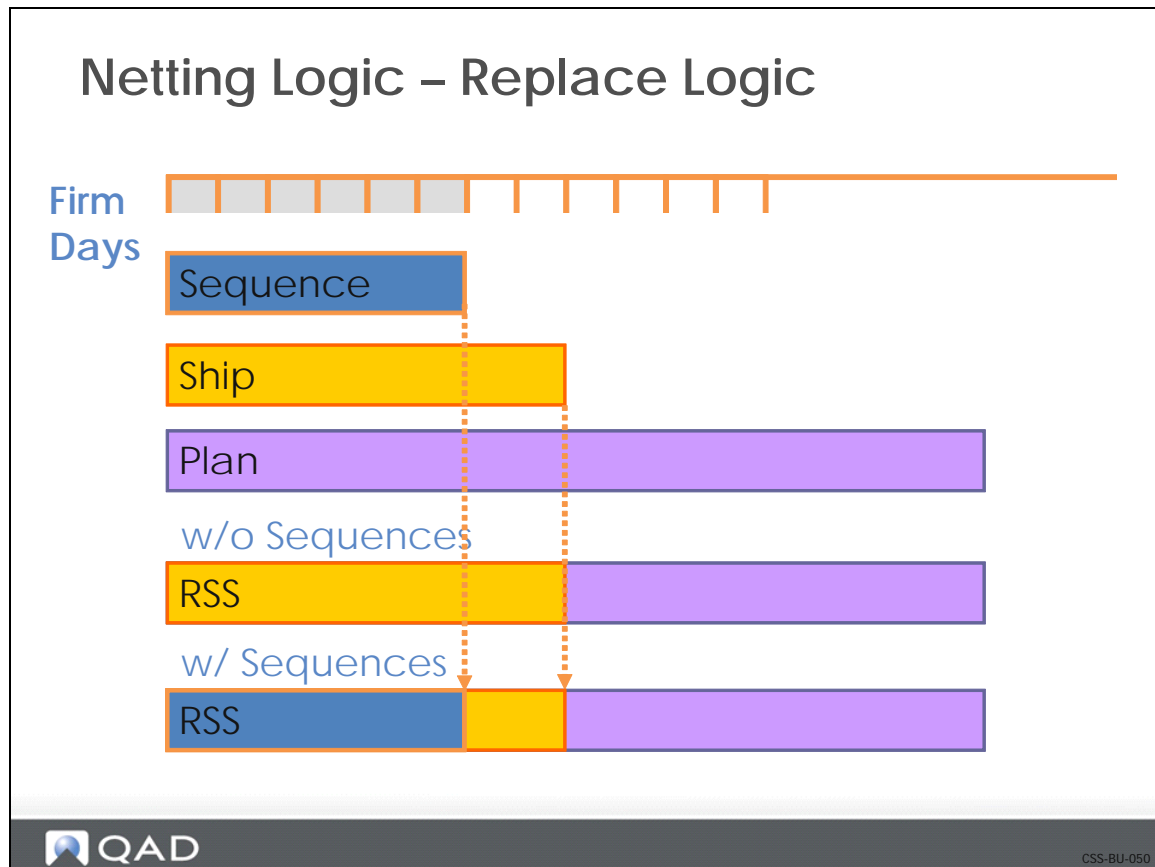 Netting Logic – Replace Logic
Firm
Days
Sequence
Ship
Plan
w/o Sequences
RSS
w/ Sequences
RSS
QAD
CSS-BU-050